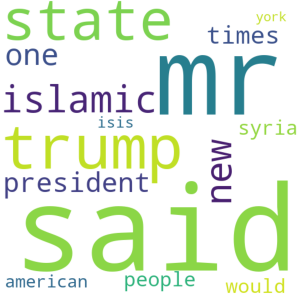 state york
one times
mr
islamic
isis
trump syria
new
president
said
american people would